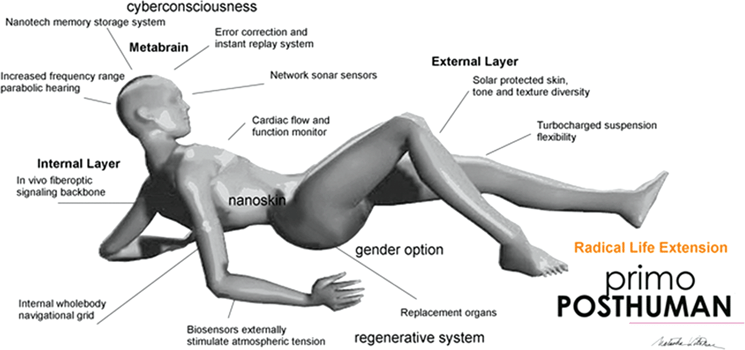 cyberconsciousness
Nanotech memory storage system
Metabrain
Error correction and
instant replay system
Increased frequency range
parabolic hearing
Network sonar sensors
External Layer
Solar protected skin,
tone and texture diversity
Cardiac flow and
function monitor
Turbocharged suspension
flexibility
Internal Layer
In vivo fiberoptic
signaling backbone
nanoskin
gender option
Radical Life Extension
primo
POSTHUMAN
Internal wholebody
navigational grid
Replacement organs
Biosensors externally
stimulate atmospheric tension
regenerative system